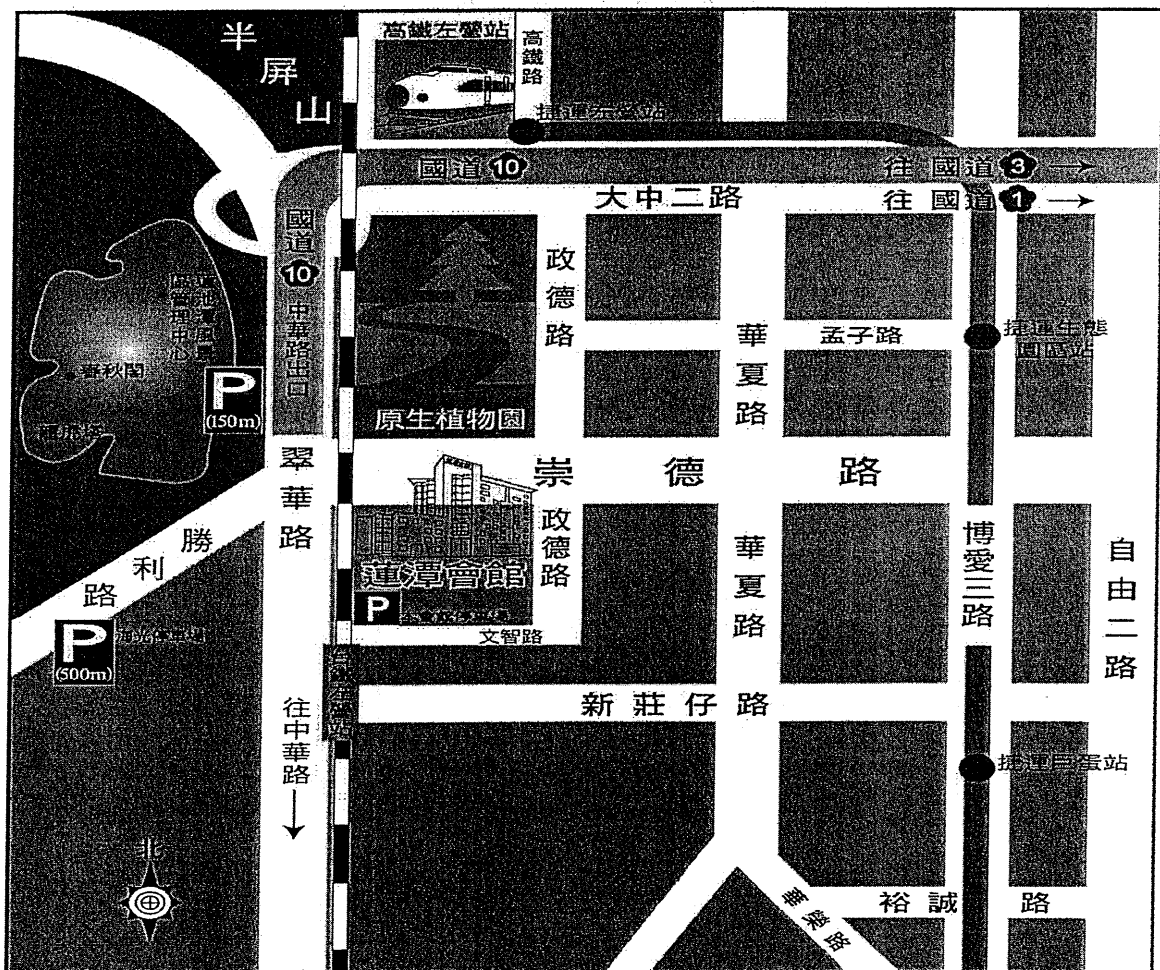 半屏山
高鐵左營站
高鐵路
捷運左營站
國道 10
往 國道 3
大中二路
往 國道 1
國道 10 中華路出口
政德路
華夏路
孟子路
捷運生態園區站
春秋閣
P
(150m)
原生植物園
翠華路
崇德路
勝利路
政德路
華夏路
博愛三路
自由二路
蓮潭會館
P
文智路
P
(500m)
新莊仔路
往中華路
捷運巨蛋站
北
裕誠路
華榮路